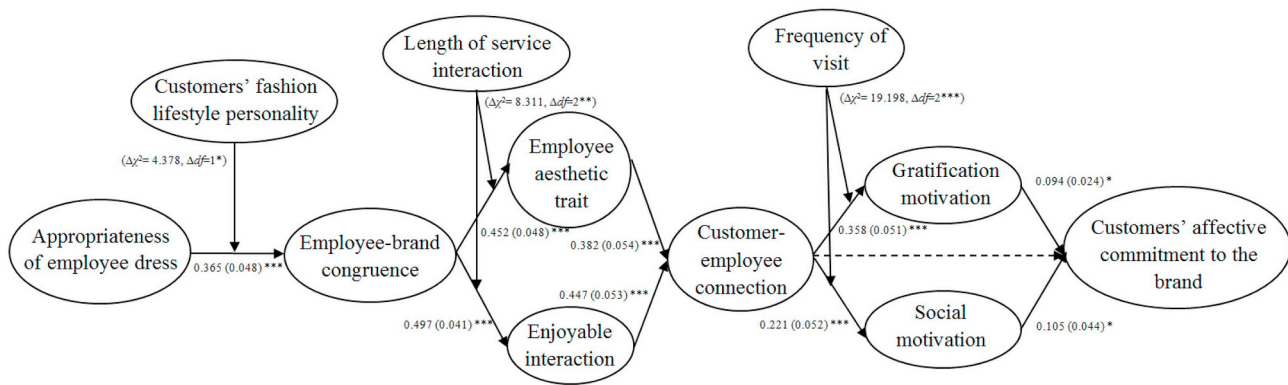 Length of service
interaction
Frequency of
visit
Customers' fashion
lifestyle personality
(Δχ²= 8.311, Δdf=2**)
(Δχ²= 19.198, Δdf=2***)
(Δχ²= 4.378, Δdf=1*)
Employee
aesthetic
trait
Gratification
motivation
0.094 (0.024) *
Appropriateness
of employee dress
0.365 (0.048) ***
Employee-brand
congruence
0.452 (0.048) ***
0.382 (0.054) ***
Customer-
employee
connection
0.358 (0.051) ***
Customers' affective
commitment to the
brand
0.447 (0.053) ***
0.497 (0.041) ***
Enjoyable
interaction
0.221 (0.052) ***
Social
motivation
0.105 (0.044) *